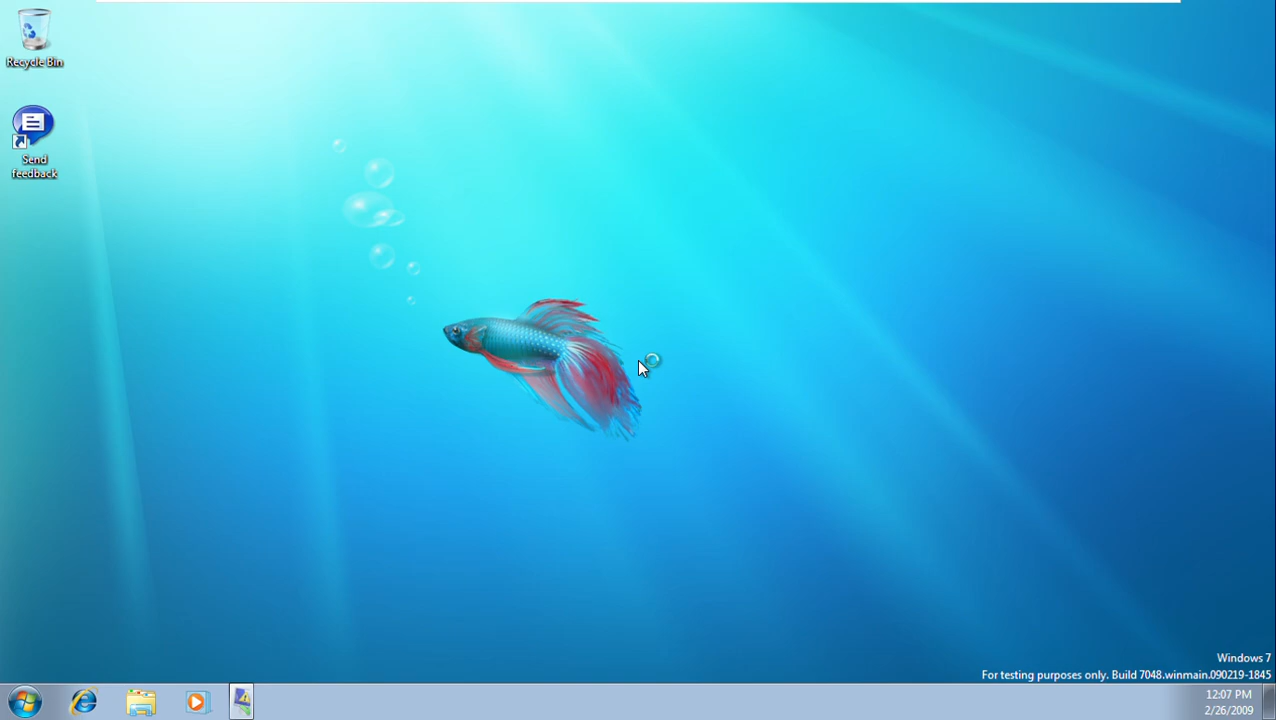 Recycle Bin
Send
feedback
Windows 7
For testing purposes only. Build 7048.winmain.090219-1845
12:07 PM
2/26/2009